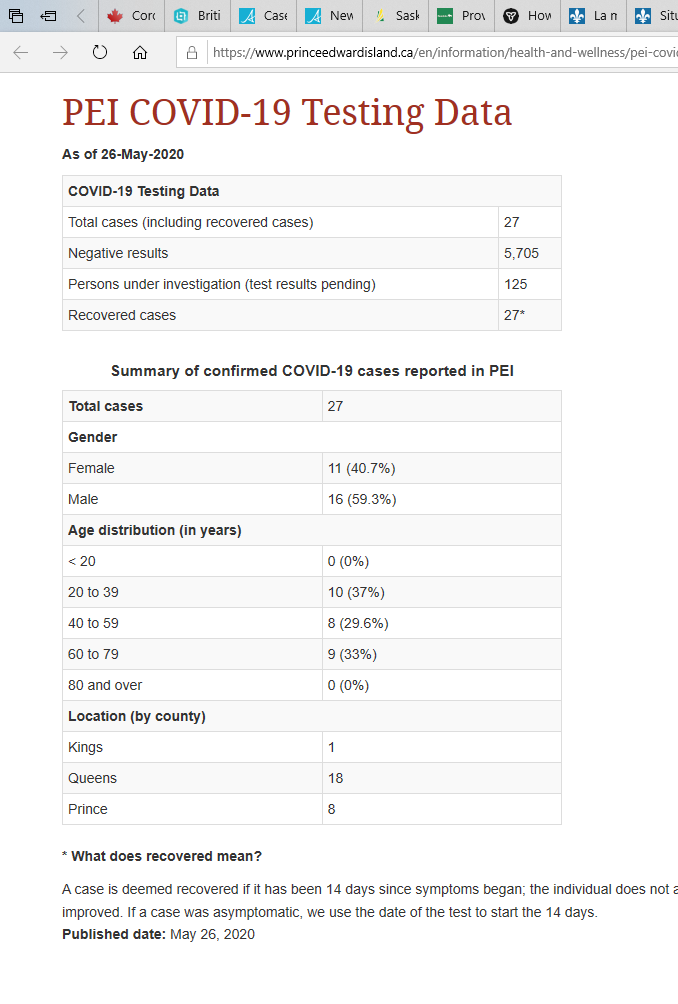 Coro
Briti
Case
New
Sask
Prov
How
La n
Situ
https://www.princeedwardisland.ca/en/information/health-and-wellness/pei-covi
PEI COVID-19 Testing Data
As of 26-May-2020
COVID-19 Testing Data
Total cases (including recovered cases) 27
Negative results 5,705
Persons under investigation (test results pending) 125
Recovered cases 27*
Summary of confirmed COVID-19 cases reported in PEI
Total cases 27
Gender
Female 11 (40.7%)
Male 16 (59.3%)
Age distribution (in years)
< 20 0 (0%)
20 to 39 10 (37%)
40 to 59 8 (29.6%)
60 to 79 9 (33%)
80 and over 0 (0%)
Location (by county)
Kings 1
Queens 18
Prince 8
* What does recovered mean?
A case is deemed recovered if it has been 14 days since symptoms began; the individual does not a
improved. If a case was asymptomatic, we use the date of the test to start the 14 days.
Published date: May 26, 2020